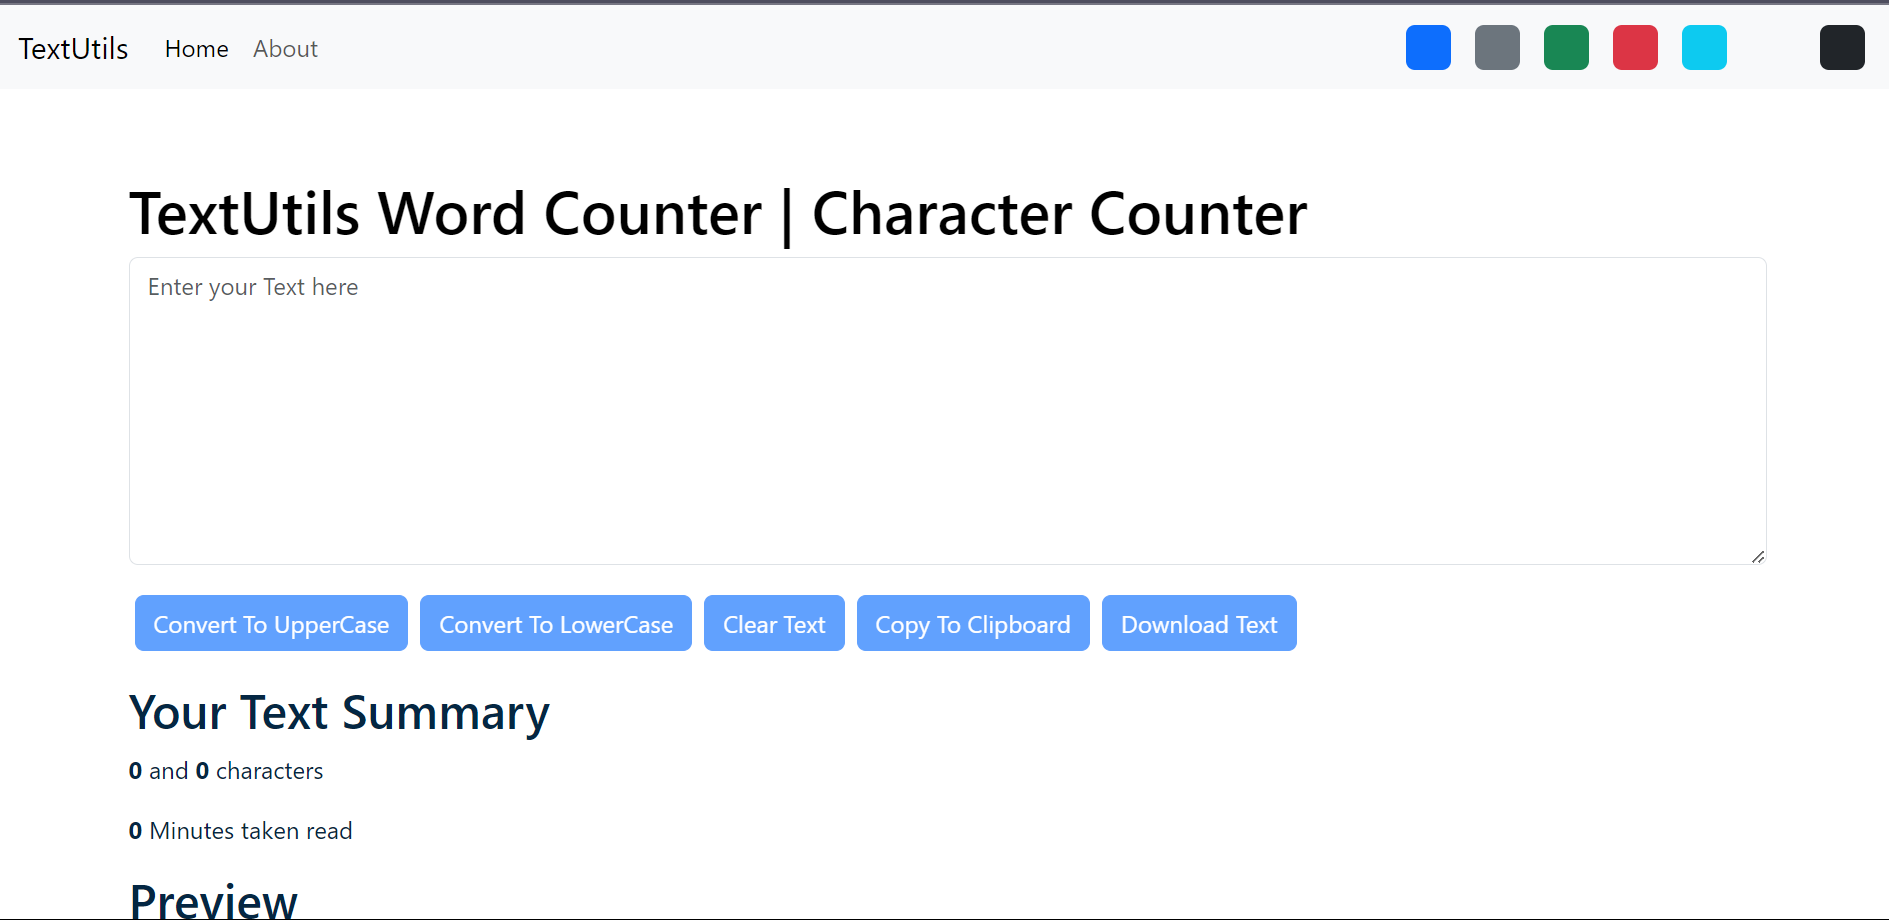 TextUtils Home About
TextUtils Word Counter | Character Counter
Enter your Text here
Convert To UpperCase Convert To LowerCase Clear Text Copy To Clipboard Download Text
Your Text Summary
0 and 0 characters
0 Minutes taken read
Preview